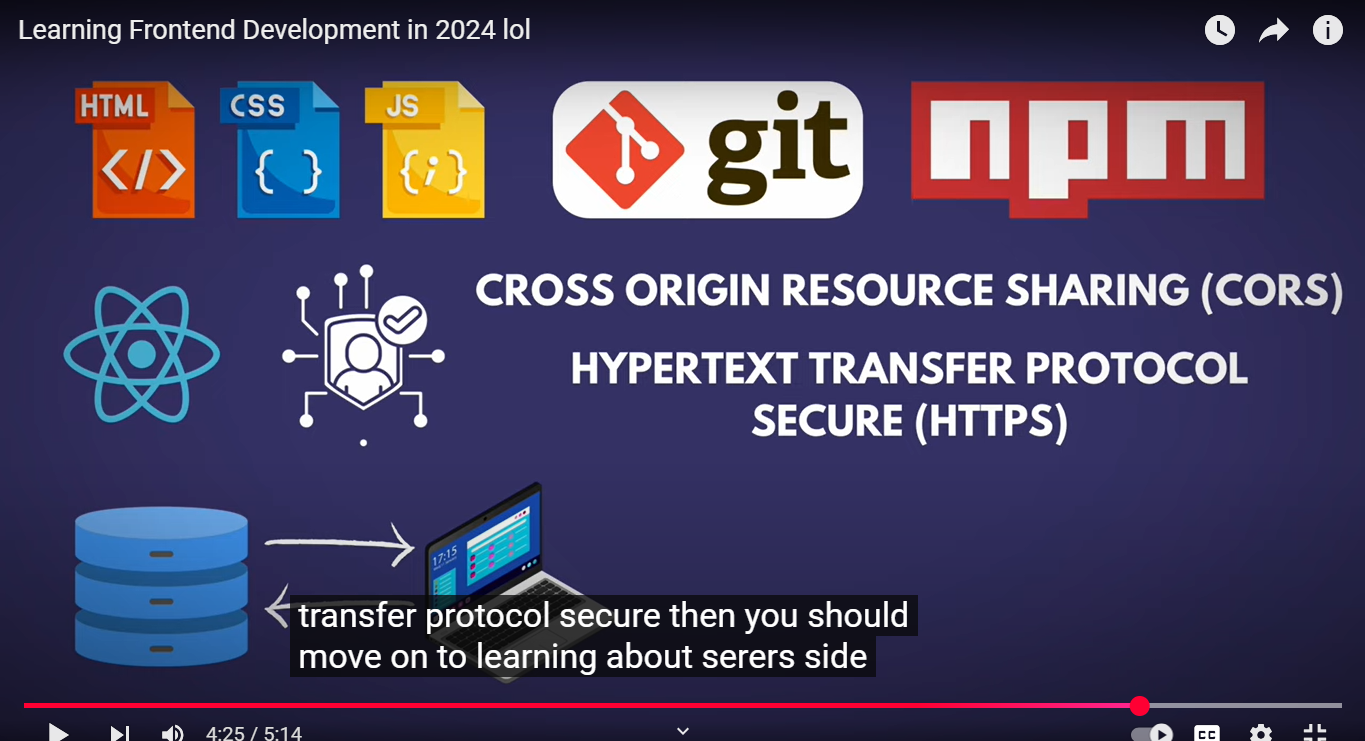 Learning Frontend Development in 2024 lol
HTML
</>
CSS
{ }
JS
{;}
git
npm
CROSS ORIGIN RESOURCE SHARING (CORS)
HYPERTEXT TRANSFER PROTOCOL
SECURE (HTTPS)
17:15
transfer protocol secure then you should
move on to learning about serers side
4:25 / 5:14
CC